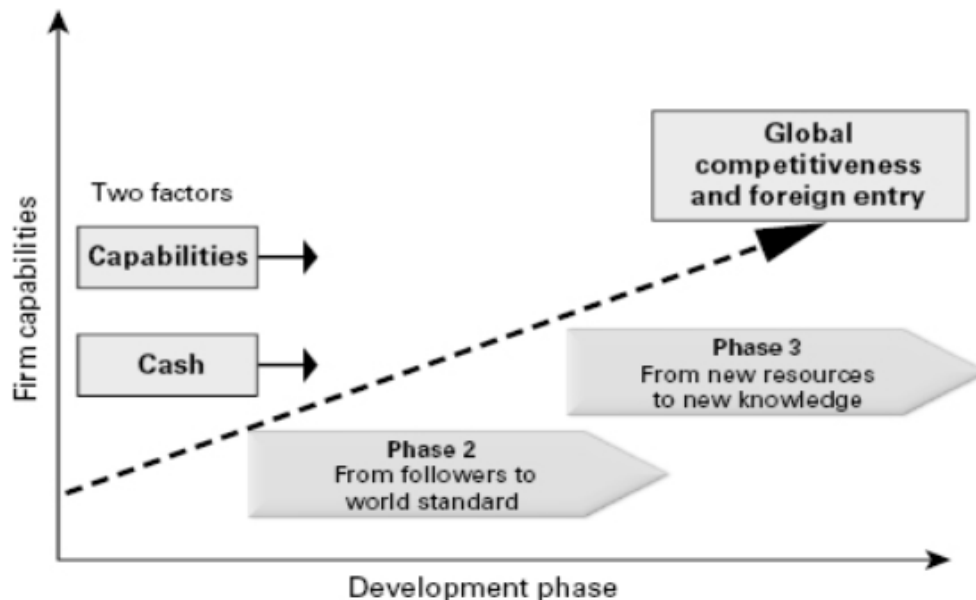 Global
competitiveness
and foreign entry
Two factors
Capabilities
Cash
Phase 3
From new resources
to new knowledge
Phase 2
From followers to
world standard
Firm capabilities
Development phase